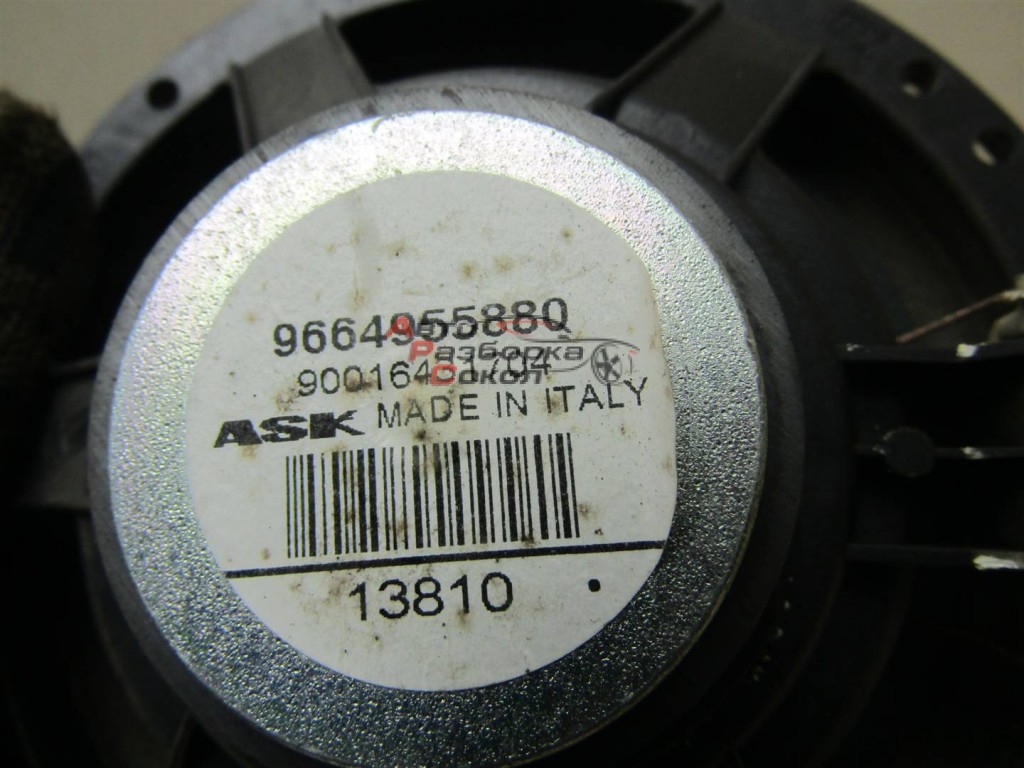 9664955880
ASK MADE IN ITALY
13810
А Разборка
Сокол